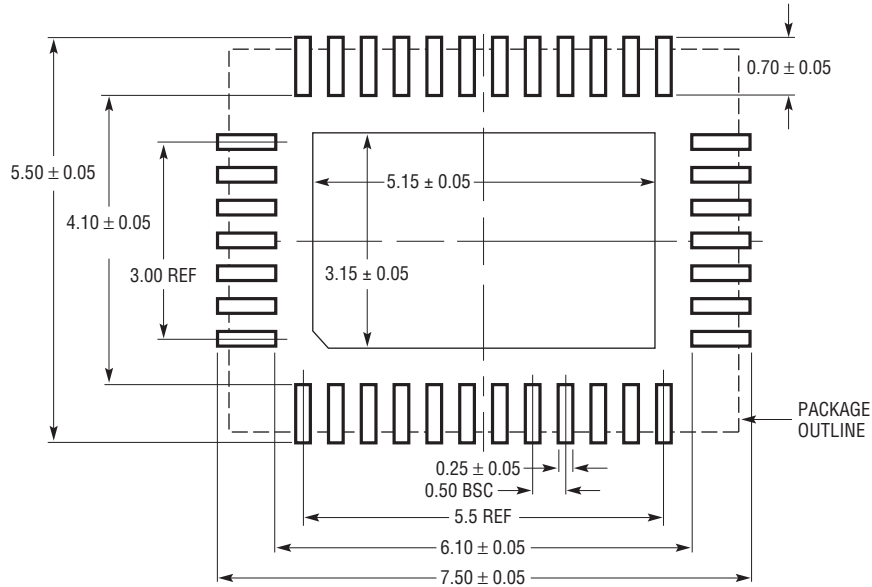 0.70 ± 0.05
5.50 ± 0.05
5.15 ± 0.05
4.10 ± 0.05
3.00 REF
3.15 ± 0.05
PACKAGE
OUTLINE
0.25 ± 0.05
0.50 BSC
5.5 REF
6.10 ± 0.05
7.50 ± 0.05